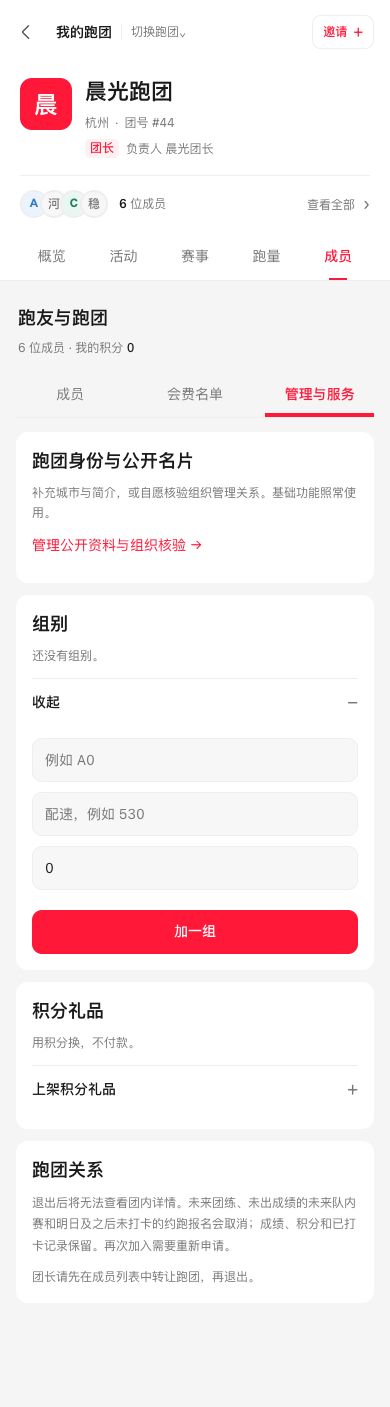 我的跑团
切换跑团
邀请 +
晨
晨光跑团
杭州 · 团号 #44
团长 负责人 晨光团长
A 河 C 稳 6 位成员
查看全部 ›
概览 活动 赛事 跑量 成员
跑友与跑团
6 位成员 · 我的积分 0
成员 会费名单 管理与服务
跑团身份与公开名片
补充城市与简介，或自愿核验组织管理关系。基础功能照常使
用。
管理公开资料与组织核验 →
组别
还没有组别。
收起 −
例如 A0
配速，例如 530
0
加一组
积分礼品
用积分换，不付款。
上架积分礼品 +
跑团关系
退出后将无法查看团内详情。未来团练、未出成绩的未来队内
赛和明日及之后未打卡的约跑报名会取消；成绩、积分和已打
卡记录保留。再次加入需要重新申请。
团长请先在成员列表中转让跑团，再退出。